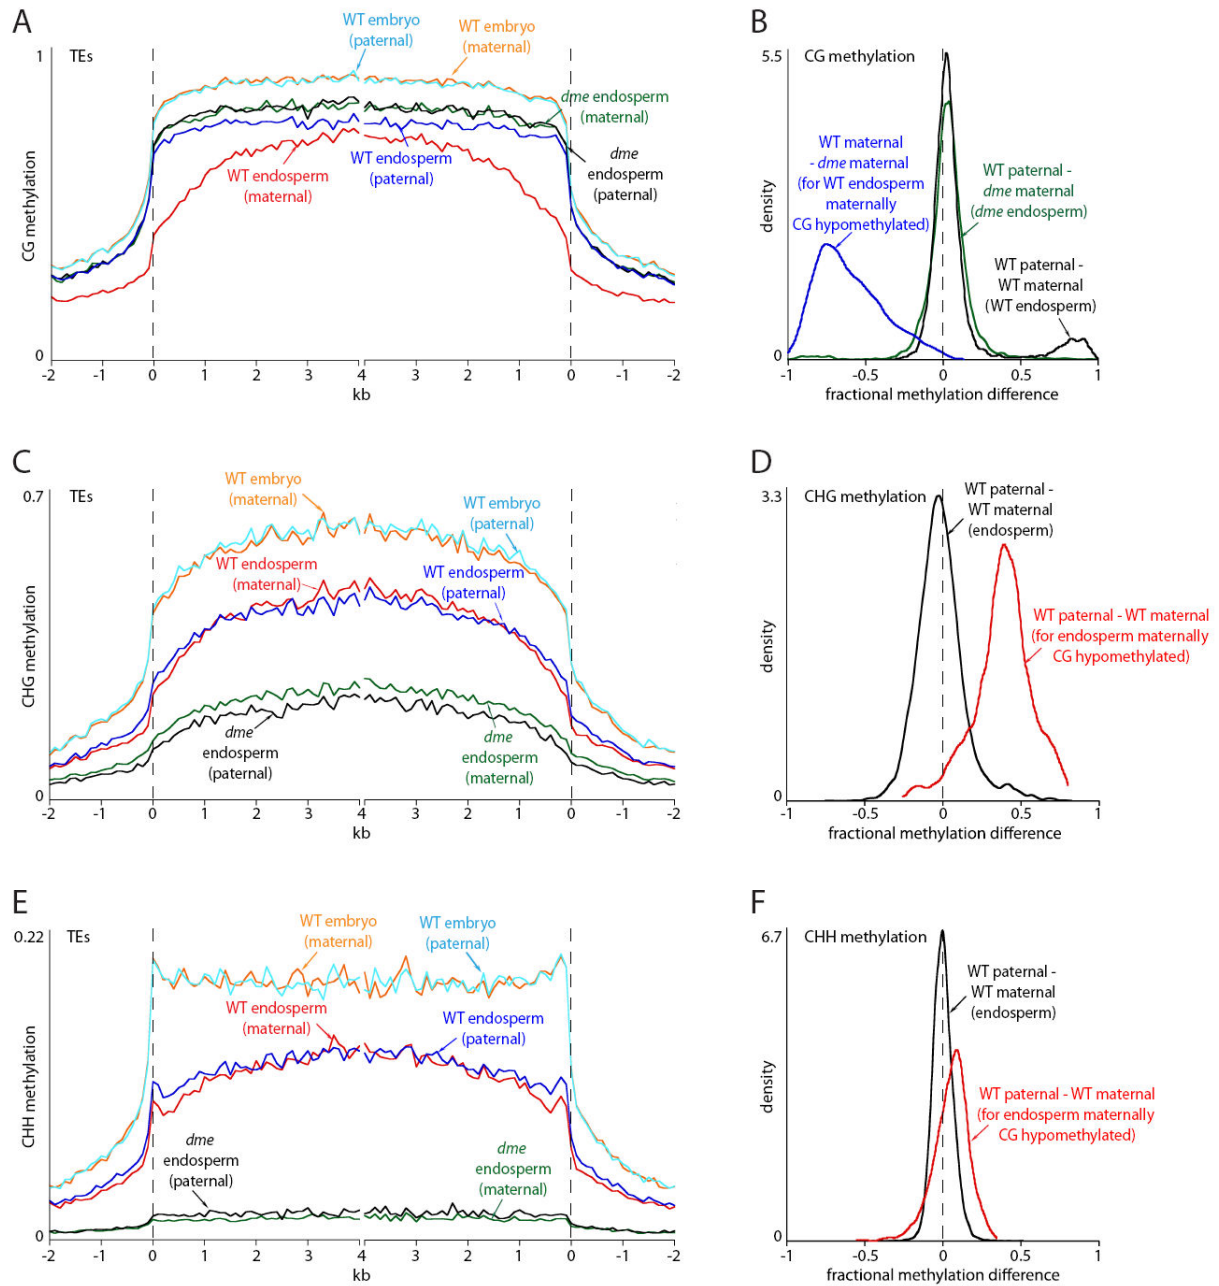 A
TEs
1
0
CG methylation
WT embryo
(paternal)
WT embryo
(maternal)
dme endosperm
(maternal)
WT endosperm
(maternal)
WT endosperm
(paternal)
dme
endosperm
(paternal)
-2 -1 0 1 2 3 4 3 2 1 0 -1 -2
kb
B
CG methylation
5.5
0
density
WT maternal
- dme maternal
(for WT endosperm
maternally
CG hypomethylated)
WT paternal -
dme maternal
(dme endosperm)
WT paternal -
WT maternal
(WT endosperm)
-1 -0.5 0 0.5 1
fractional methylation difference
C
TEs
0.7
0
CHG methylation
WT embryo
(maternal)
WT embryo
(paternal)
WT endosperm
(maternal)
WT endosperm
(paternal)
dme
endosperm
(paternal)
dme
endosperm
(maternal)
-2 -1 0 1 2 3 4 3 2 1 0 -1 -2
kb
D
CHG methylation
3.3
0
density
WT paternal -
WT maternal
(endosperm)
WT paternal - WT maternal
(for endosperm maternally
CG hypomethylated)
-1 -0.5 0 0.5 1
fractional methylation difference
E
TEs
0.22
0
CHH methylation
WT embryo
(maternal)
WT embryo
(paternal)
WT endosperm
(maternal)
WT endosperm
(paternal)
dme
endosperm
(paternal)
dme
endosperm
(maternal)
-2 -1 0 1 2 3 4 3 2 1 0 -1 -2
kb
F
CHH methylation
6.7
0
density
WT paternal -
WT maternal
(endosperm)
WT paternal - WT maternal
(for endosperm maternally
CG hypomethylated)
-1 -0.5 0 0.5 1
fractional methylation difference